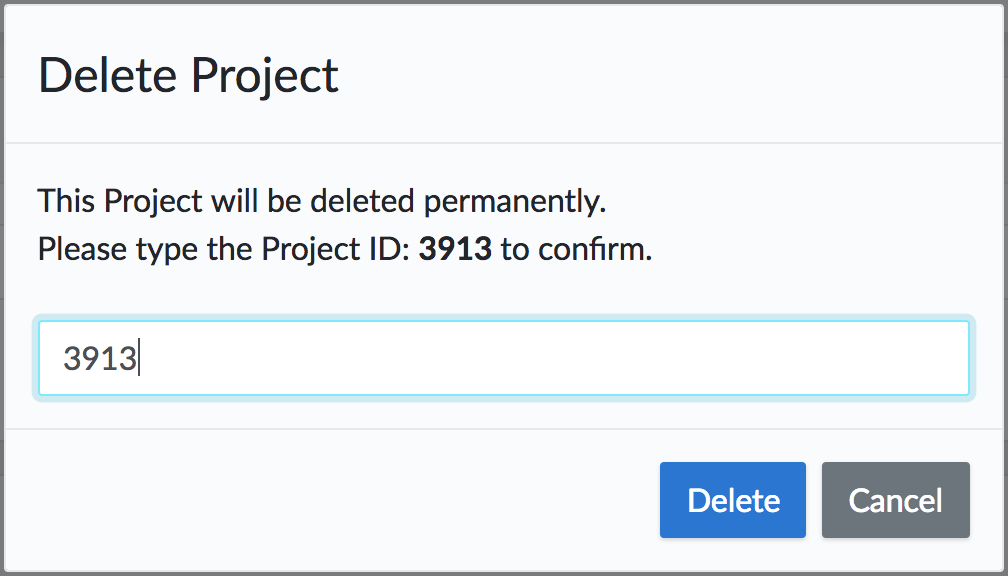 Delete Project
This Project will be deleted permanently.
Please type the Project ID: 3913 to confirm.
3913
Delete Cancel